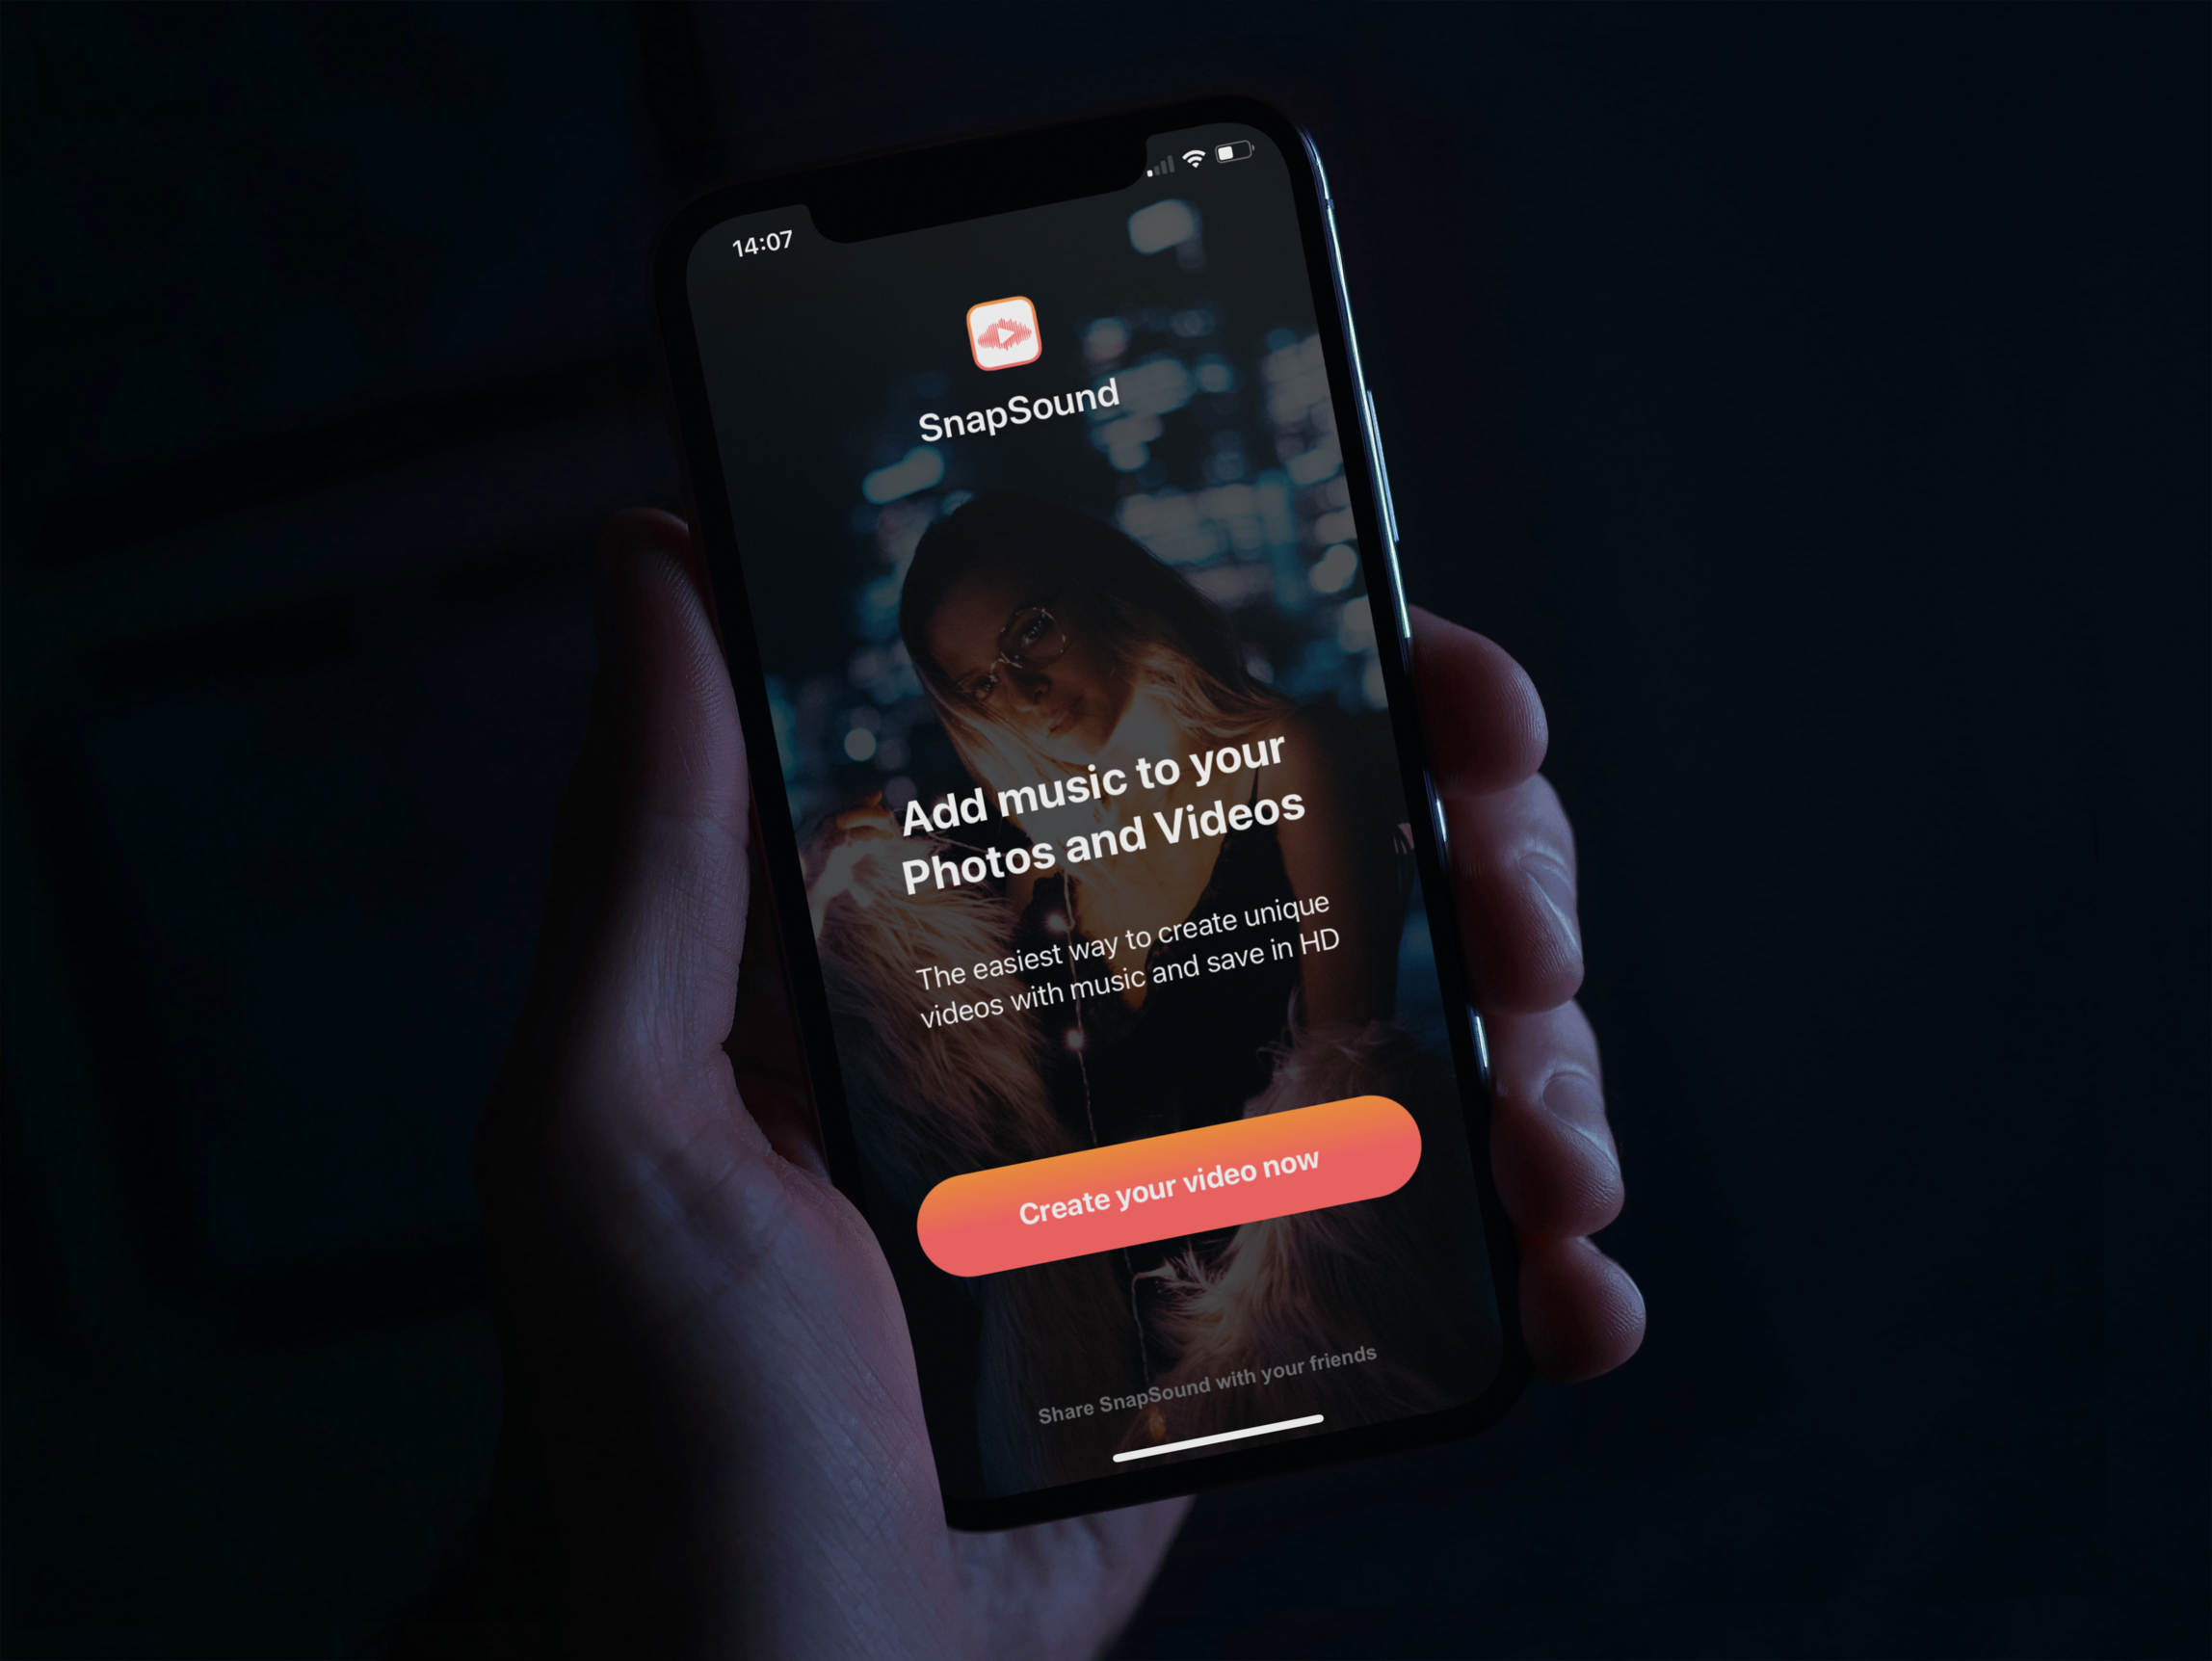 14:07
SnapSound
Add music to your
Photos and Videos
The easiest way to create unique
videos with music and save in HD
Create your video now
Share SnapSound with your friends